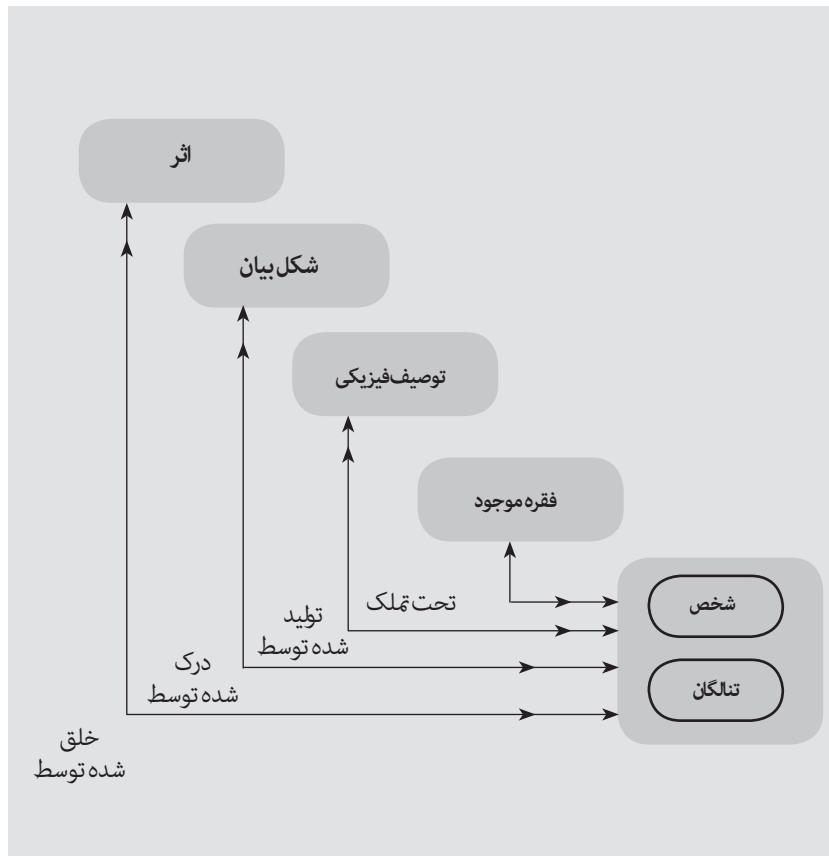 اثر
شکل بیان
توصیف فیزیکی
فقره موجود
شخص
تنالگان
تحت تملک
تولید
شده توسط
درک
شده توسط
خلق
شده توسط